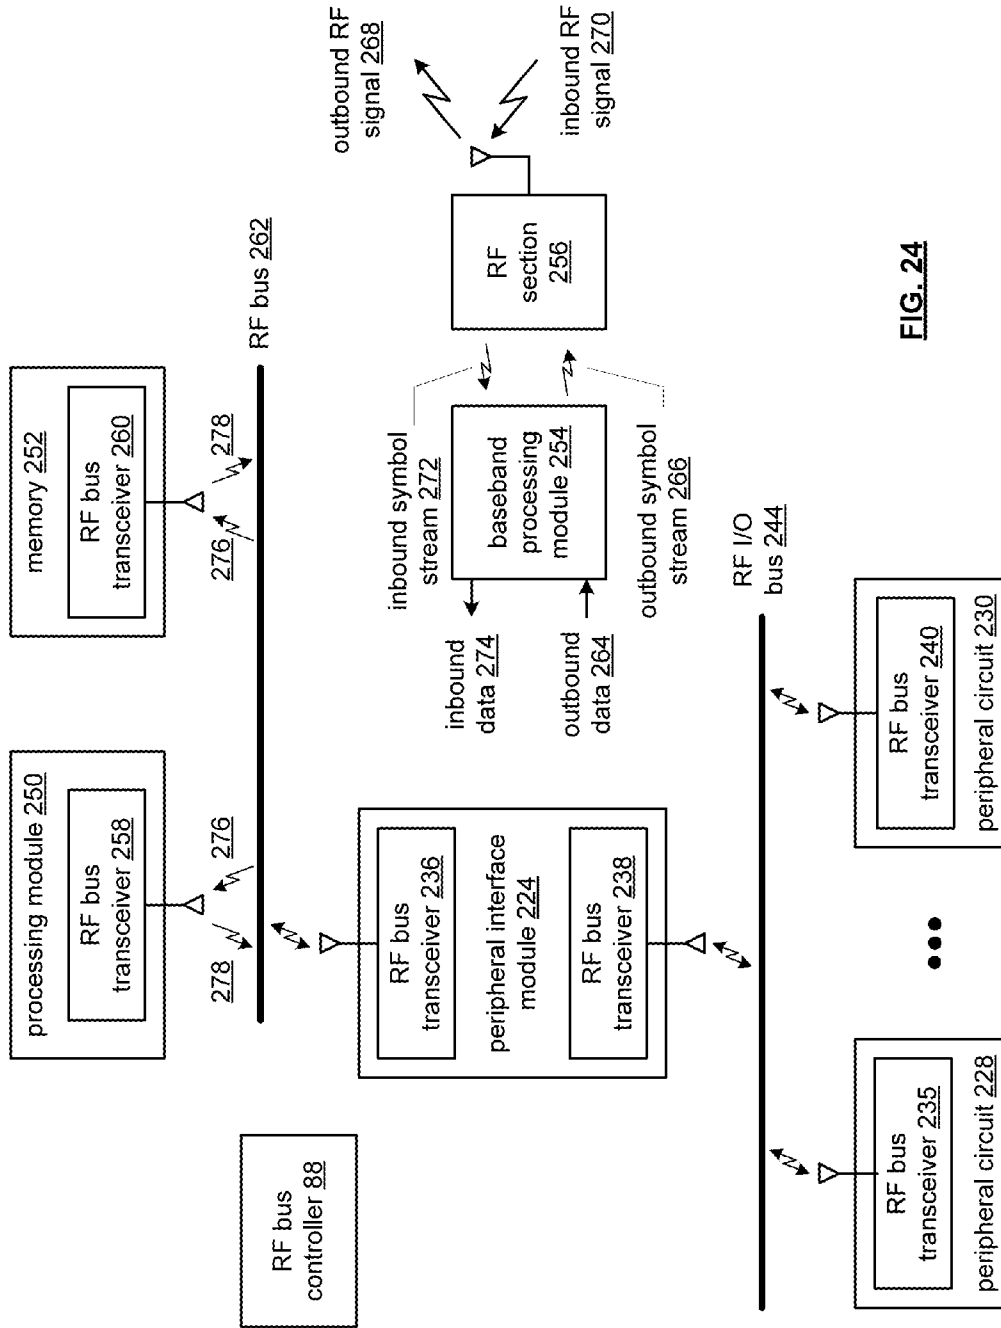 processing module 250
RF bus
transceiver 258
memory 252
RF bus
transceiver 260
278
276
276
278
RF bus 262
RF bus
controller 88
RF bus
transceiver 236
peripheral interface
module 224
RF bus
transceiver 238
inbound symbol
stream 272
inbound
data 274
outbound
data 264
baseband
processing
module 254
outbound symbol
stream 266
RF
section
256
outbound RF
signal 268
inbound RF
signal 270
RF I/O
bus 244
RF bus
transceiver 235
peripheral circuit 228
RF bus
transceiver 240
peripheral circuit 230
FIG. 24